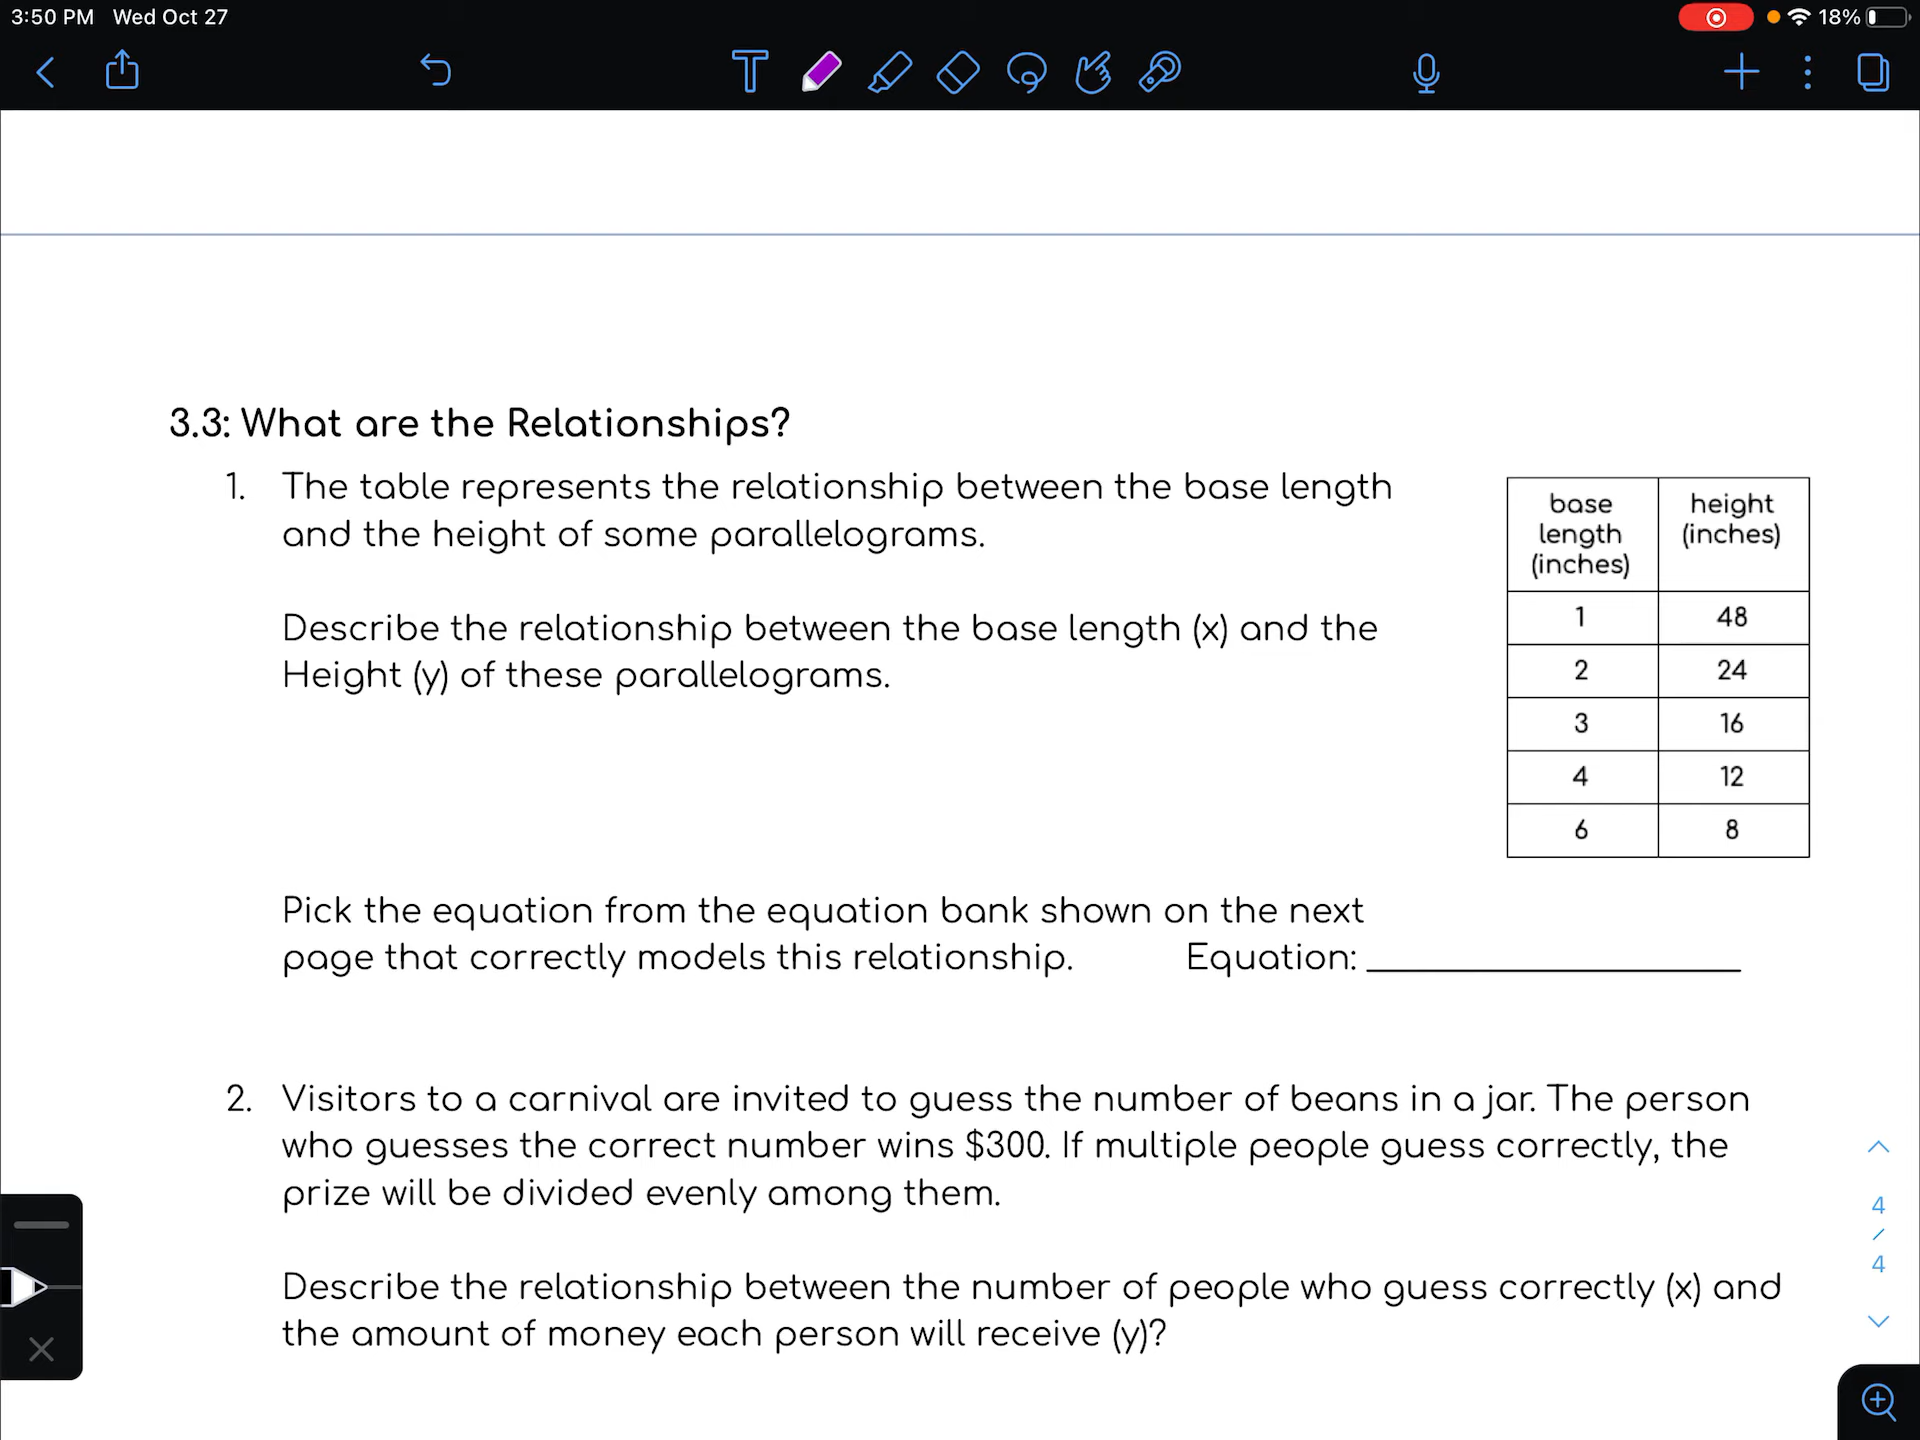 3:50 PM Wed Oct 27
18%
T
3.3: What are the Relationships?
1. The table represents the relationship between the base length
and the height of some parallelograms.
Describe the relationship between the base length (x) and the
Height (y) of these parallelograms.
base length (inches) height (inches)
1 48
2 24
3 16
4 12
6 8
Pick the equation from the equation bank shown on the next
page that correctly models this relationship. Equation: ____________
2. Visitors to a carnival are invited to guess the number of beans in a jar. The person
who guesses the correct number wins $300. If multiple people guess correctly, the
prize will be divided evenly among them.
Describe the relationship between the number of people who guess correctly (x) and
the amount of money each person will receive (y)?
4
/
4